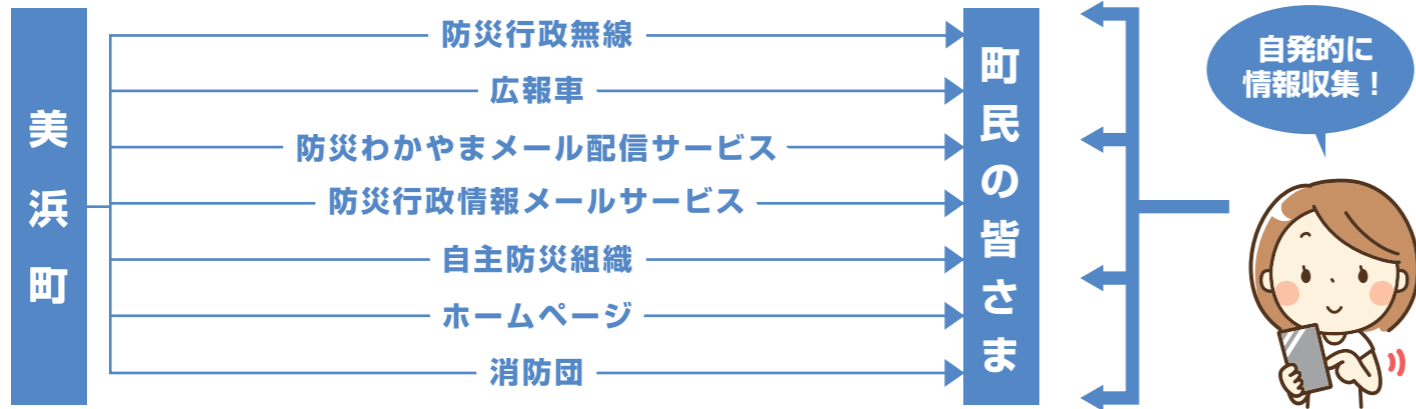 美浜町
防災行政無線
広報車
防災わかやまメール配信サービス
防災行政情報メールサービス
自主防災組織
ホームページ
消防団
町民の皆さま
自発的に
情報収集！